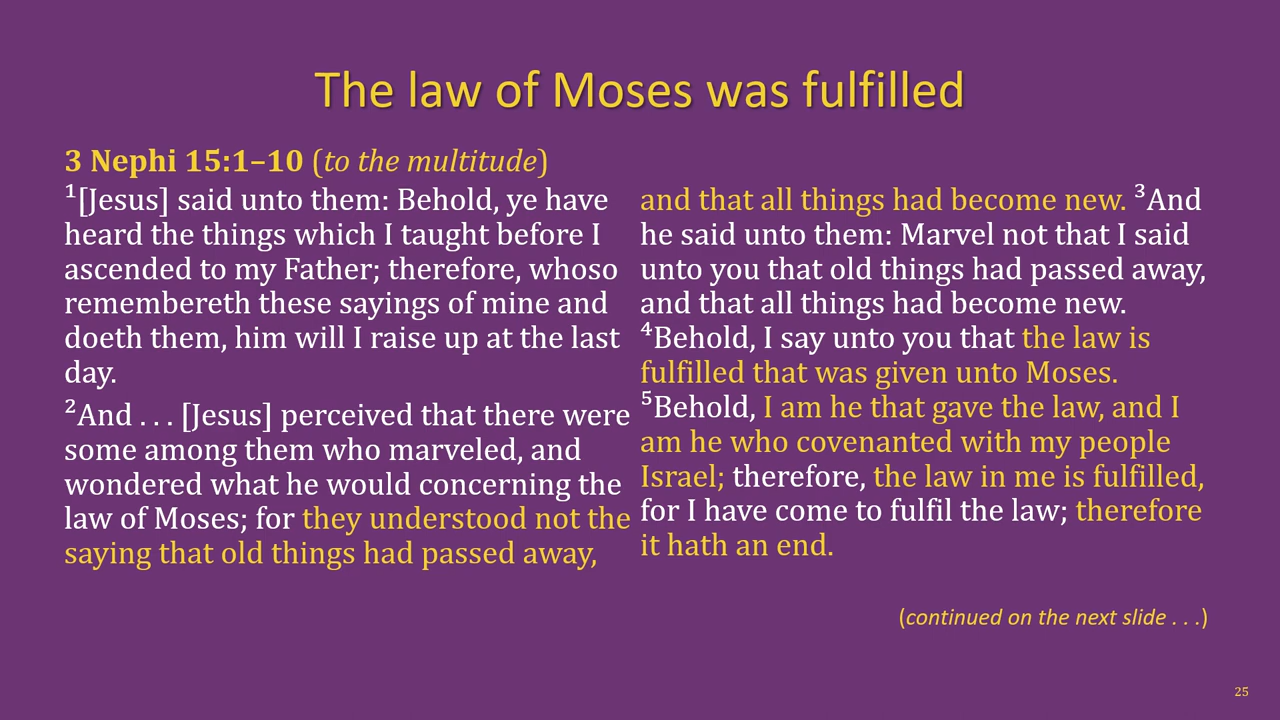 The law of Moses was fulfilled
3 Nephi 15:1–10 (to the multitude)
¹[Jesus] said unto them: Behold, ye have
heard the things which I taught before I
ascended to my Father; therefore, whoso
remembereth these sayings of mine and
doeth them, him will I raise up at the last
day.
²And . . . [Jesus] perceived that there were
some among them who marveled, and
wondered what he would concerning the
law of Moses; for they understood not the
saying that old things had passed away,
and that all things had become new. ³And
he said unto them: Marvel not that I said
unto you that old things had passed away,
and that all things had become new.
⁴Behold, I say unto you that the law is
fulfilled that was given unto Moses.
⁵Behold, I am he that gave the law, and I
am he who covenanted with my people
Israel; therefore, the law in me is fulfilled,
for I have come to fulfil the law; therefore
it hath an end.
(continued on the next slide . . .)
25